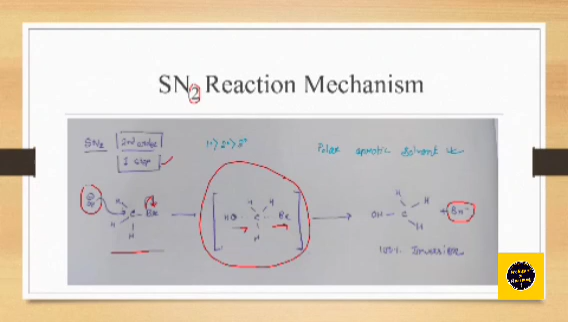 SN2 Reaction Mechanism
SN2
2nd order
1 Step
1°>2°>3°
Polar aprotic Solvent
H H
C Br
H
H H
HO C Br
H
H
OH — C H + Br⁻
H
100% Inversion